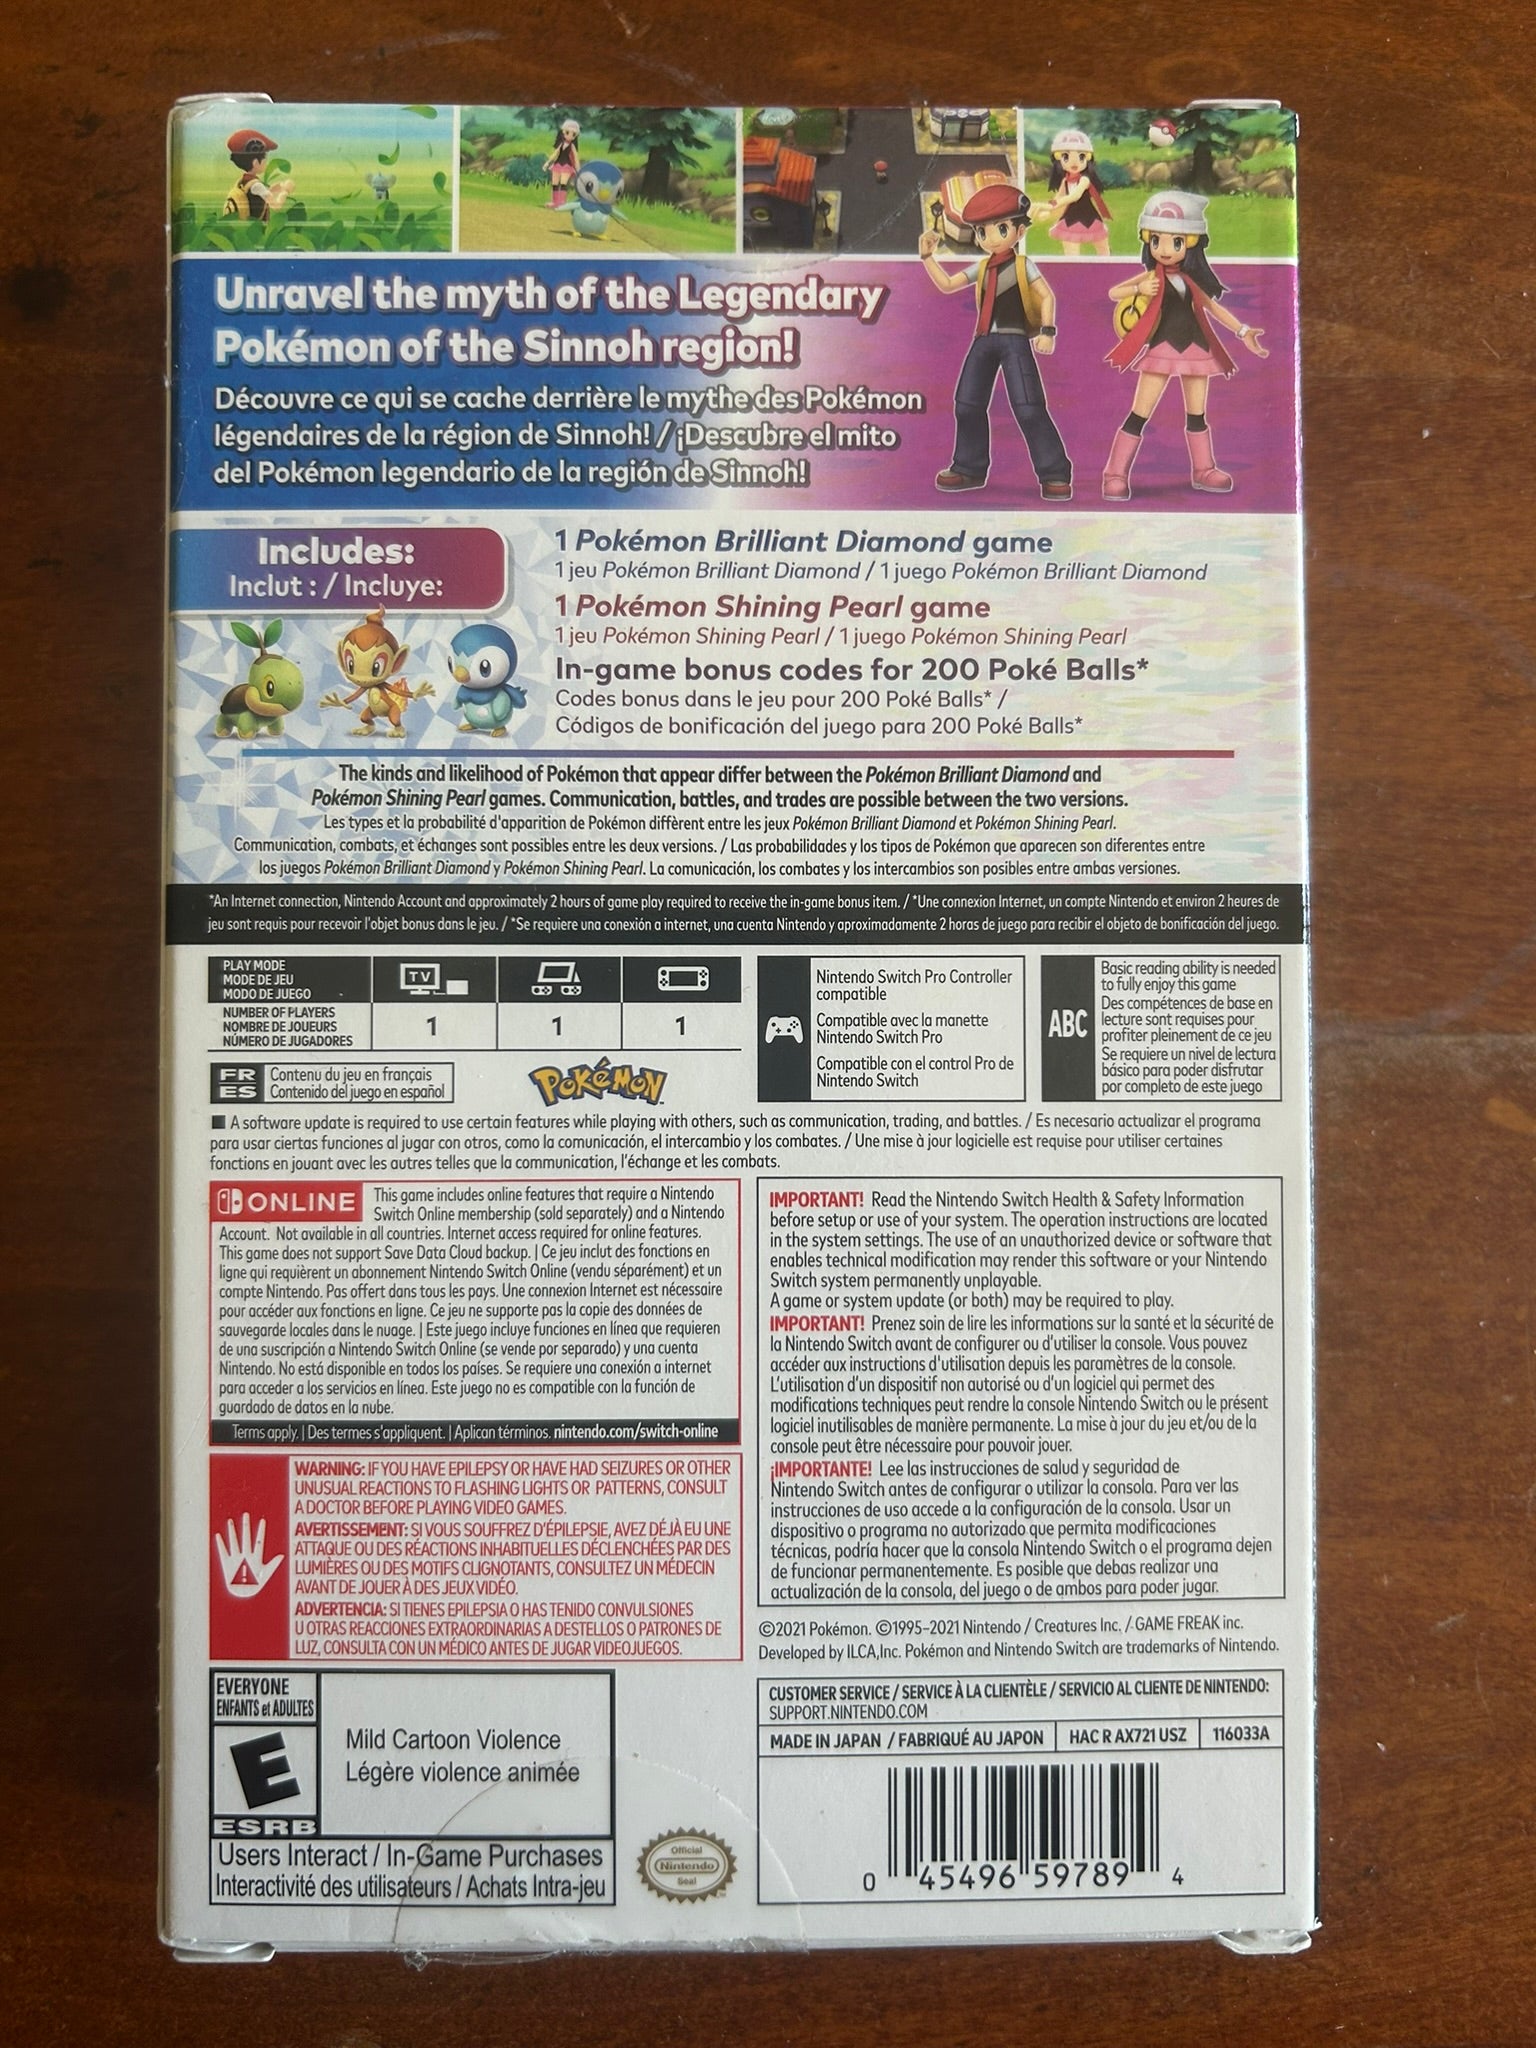 Unravel the myth of the Legendary
Pokémon of the Sinnoh region!
Découvre ce qui se cache derrière le mythe des Pokémon
légendaires de la région de Sinnoh! / ¡Descubre el mito
del Pokémon legendario de la región de Sinnoh!
Includes:
Inclut : / Incluye:
1 Pokémon Brilliant Diamond game
1 jeu Pokémon Brilliant Diamond / 1 juego Pokémon Brilliant Diamond
1 Pokémon Shining Pearl game
1 jeu Pokémon Shining Pearl / 1 juego Pokémon Shining Pearl
In-game bonus codes for 200 Poké Balls*
Codes bonus dans le jeu pour 200 Poké Balls* /
Códigos de bonificación del juego para 200 Poké Balls*
The kinds and likelihood of Pokémon that appear differ between the Pokémon Brilliant Diamond and
Pokémon Shining Pearl games. Communication, battles, and trades are possible between the two versions.
Les types et la probabilité d'apparition de Pokémon diffèrent entre les jeux Pokémon Brilliant Diamond et Pokémon Shining Pearl.
Communication, combats, et échanges sont possibles entre les deux versions. / Las probabilidades y los tipos de Pokémon que aparecen son diferentes entre
los juegos Pokémon Brilliant Diamond y Pokémon Shining Pearl. La comunicación, los combates y los intercambios son posibles entre ambas versiones.
*An Internet connection, Nintendo Account and approximately 2 hours of game play required to receive the in-game bonus item. / *Une connexion Internet, un compte Nintendo et environ 2 heures de
jeu sont requis pour recevoir l'objet bonus dans le jeu. / *Se requiere una conexión a internet, una cuenta Nintendo y aproximadamente 2 horas de juego para recibir el objeto de bonificación del juego.
PLAY MODE
MODE DE JEU
MODO DE JUEGO
TV
NUMBER OF PLAYERS
NOMBRE DE JOUEURS
NÚMERO DE JUGADORES
1
1
1
Nintendo Switch Pro Controller
compatible
Compatible avec la manette
Nintendo Switch Pro
Compatible con el control Pro de
Nintendo Switch
ABC
Basic reading ability is needed
to fully enjoy this game
Des compétences de base en
lecture sont requises pour
profiter pleinement de ce jeu
Se requiere un nivel de lectura
básico para poder disfrutar
por completo de este juego
FR
ES
Contenu du jeu en français
Contenido del juego en español
POKéMON
A software update is required to use certain features while playing with others, such as communication, trading, and battles. / Es necesario actualizar el programa
para usar ciertas funciones al jugar con otros, como la comunicación, el intercambio y los combates. / Une mise à jour logicielle est requise pour utiliser certaines
fonctions en jouant avec les autres telles que la communication, l'échange et les combats.
ONLINE
This game includes online features that require a Nintendo
Switch Online membership (sold separately) and a Nintendo
Account. Not available in all countries. Internet access required for online features.
This game does not support Save Data Cloud backup. | Ce jeu inclut des fonctions en
ligne qui requièrent un abonnement Nintendo Switch Online (vendu séparément) et un
compte Nintendo. Pas offert dans tous les pays. Une connexion Internet est nécessaire
pour accéder aux fonctions en ligne. Ce jeu ne supporte pas la copie des données de
sauvegarde locales dans le nuage. | Este juego incluye funciones en línea que requieren
de una suscripción a Nintendo Switch Online (se vende por separado) y una cuenta
Nintendo. No está disponible en todos los países. Se requiere una conexión a internet
para acceder a los servicios en línea. Este juego no es compatible con la función de
guardado de datos en la nube.
Terms apply. | Des termes s'appliquent. | Aplican términos. nintendo.com/switch-online
WARNING: IF YOU HAVE EPILEPSY OR HAVE HAD SEIZURES OR OTHER
UNUSUAL REACTIONS TO FLASHING LIGHTS OR PATTERNS, CONSULT
A DOCTOR BEFORE PLAYING VIDEO GAMES.
AVERTISSEMENT: SI VOUS SOUFFREZ D'ÉPILEPSIE, AVEZ DÉJÀ EU UNE
ATTAQUE OU DES RÉACTIONS INHABITUELLES DÉCLENCHÉES PAR DES
LUMIÈRES OU DES MOTIFS CLIGNOTANTS, CONSULTEZ UN MÉDECIN
AVANT DE JOUER À DES JEUX VIDÉO.
ADVERTENCIA: SI TIENES EPILEPSIA O HAS TENIDO CONVULSIONES
U OTRAS REACCIONES EXTRAORDINARIAS A DESTELLOS O PATRONES DE
LUZ, CONSULTA CON UN MÉDICO ANTES DE JUGAR VIDEOJUEGOS.
IMPORTANT! Read the Nintendo Switch Health & Safety Information
before setup or use of your system. The operation instructions are located
in the system settings. The use of an unauthorized device or software that
enables technical modification may render this software or your Nintendo
Switch system permanently unplayable.
A game or system update (or both) may be required to play.
IMPORTANT! Prenez soin de lire les informations sur la santé et la sécurité de
la Nintendo Switch avant de configurer ou d'utiliser la console. Vous pouvez
accéder aux instructions d'utilisation depuis les paramètres de la console.
L'utilisation d'un dispositif non autorisé ou d'un logiciel qui permet des
modifications techniques peut rendre la console Nintendo Switch ou le présent
logiciel inutilisables de manière permanente. La mise à jour du jeu et/ou de la
console peut être nécessaire pour pouvoir jouer.
¡IMPORTANTE! Lee las instrucciones de salud y seguridad de
Nintendo Switch antes de configurar o utilizar la consola. Para ver las
instrucciones de uso accede a la configuración de la consola. Usar un
dispositivo o programa no autorizado que permita modificaciones
técnicas, podría hacer que la consola Nintendo Switch o el programa dejen
de funcionar permanentemente. Es posible que debas realizar una
actualización de la consola, del juego o de ambos para poder jugar.
©2021 Pokémon. ©1995–2021 Nintendo / Creatures Inc. / GAME FREAK inc.
Developed by ILCA,Inc. Pokémon and Nintendo Switch are trademarks of Nintendo.
EVERYONE
ENFANTS et ADULTES
E
ESRB
Mild Cartoon Violence
Légère violence animée
Users Interact / In-Game Purchases
Interactivité des utilisateurs / Achats Intra-jeu
Official
Nintendo
Seal
CUSTOMER SERVICE / SERVICE À LA CLIENTÈLE / SERVICIO AL CLIENTE DE NINTENDO:
SUPPORT.NINTENDO.COM
MADE IN JAPAN / FABRIQUÉ AU JAPON
HAC R AX721 USZ
116033A
0 45496 59789 4